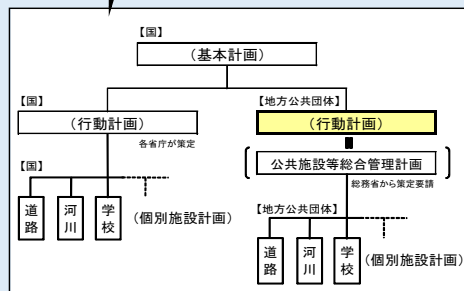 【国】
(基本計画)
【国】
(行動計画)
各省庁が策定
【地方公共団体】
(行動計画)
公共施設等総合管理計画
総務省から策定要請
【国】
道路
河川
学校
(個別施設計画)
【地方公共団体】
道路
河川
学校
(個別施設計画)